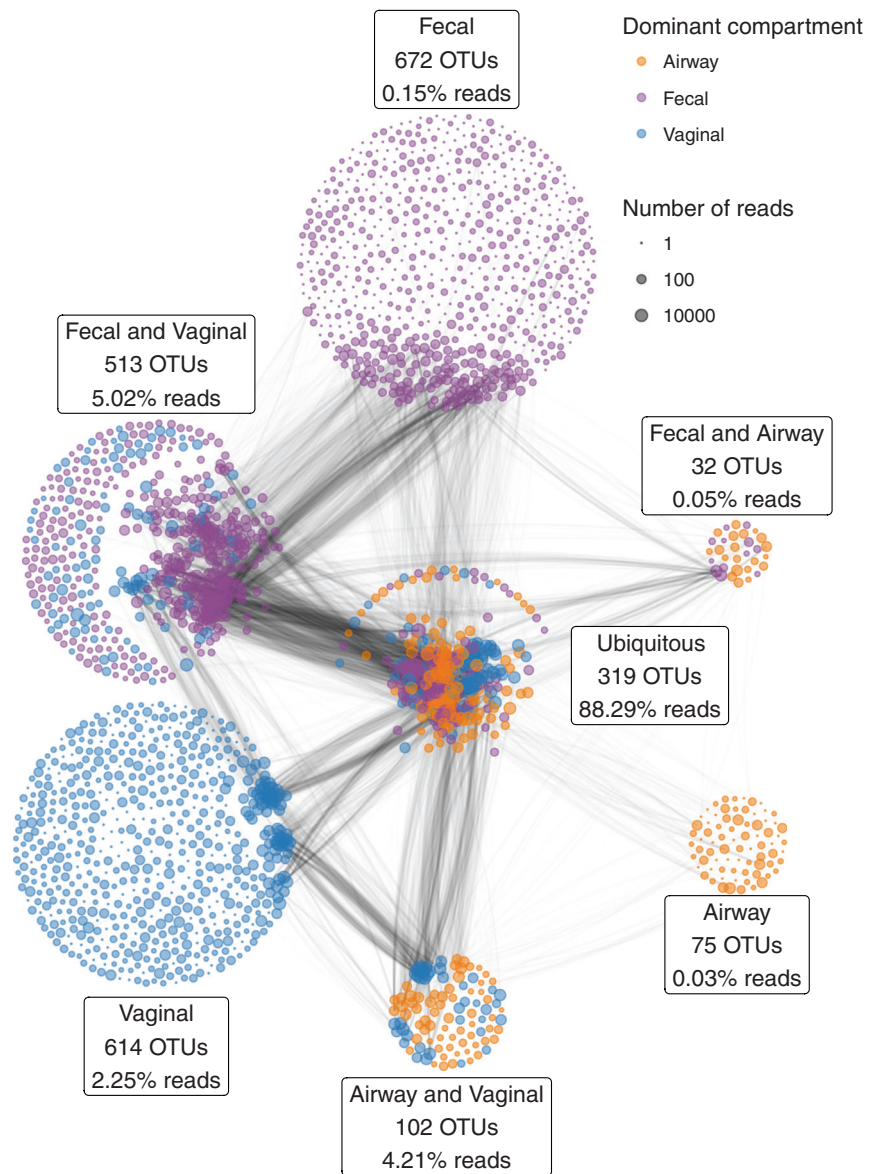 Fecal
672 OTUs
0.15% reads
Dominant compartment
Airway
Fecal
Vaginal
Number of reads
1
100
10000
Fecal and Vaginal
513 OTUs
5.02% reads
Fecal and Airway
32 OTUs
0.05% reads
Ubiquitous
319 OTUs
88.29% reads
Airway
75 OTUs
0.03% reads
Vaginal
614 OTUs
2.25% reads
Airway and Vaginal
102 OTUs
4.21% reads